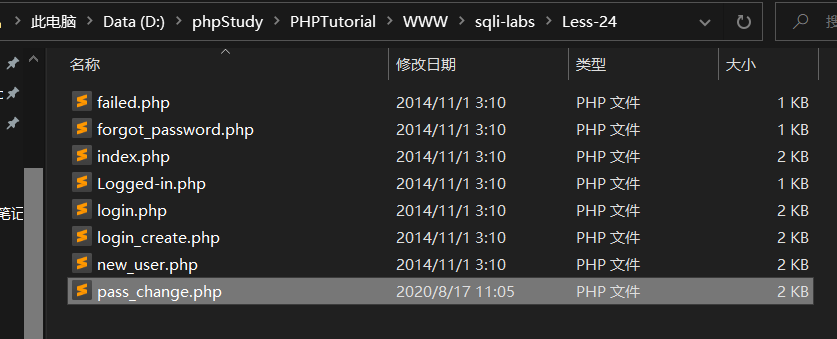 此电脑 Data (D:) phpStudy PHPTutorial WWW sqli-labs Less-24
名称 修改日期 类型 大小
failed.php 2014/11/1 3:10 PHP 文件 1 KB
forgot_password.php 2014/11/1 3:10 PHP 文件 1 KB
index.php 2014/11/1 3:10 PHP 文件 2 KB
Logged-in.php 2014/11/1 3:10 PHP 文件 1 KB
login.php 2014/11/1 3:10 PHP 文件 2 KB
笔记
login_create.php 2014/11/1 3:10 PHP 文件 2 KB
new_user.php 2014/11/1 3:10 PHP 文件 2 KB
pass_change.php 2020/8/17 11:05 PHP 文件 2 KB